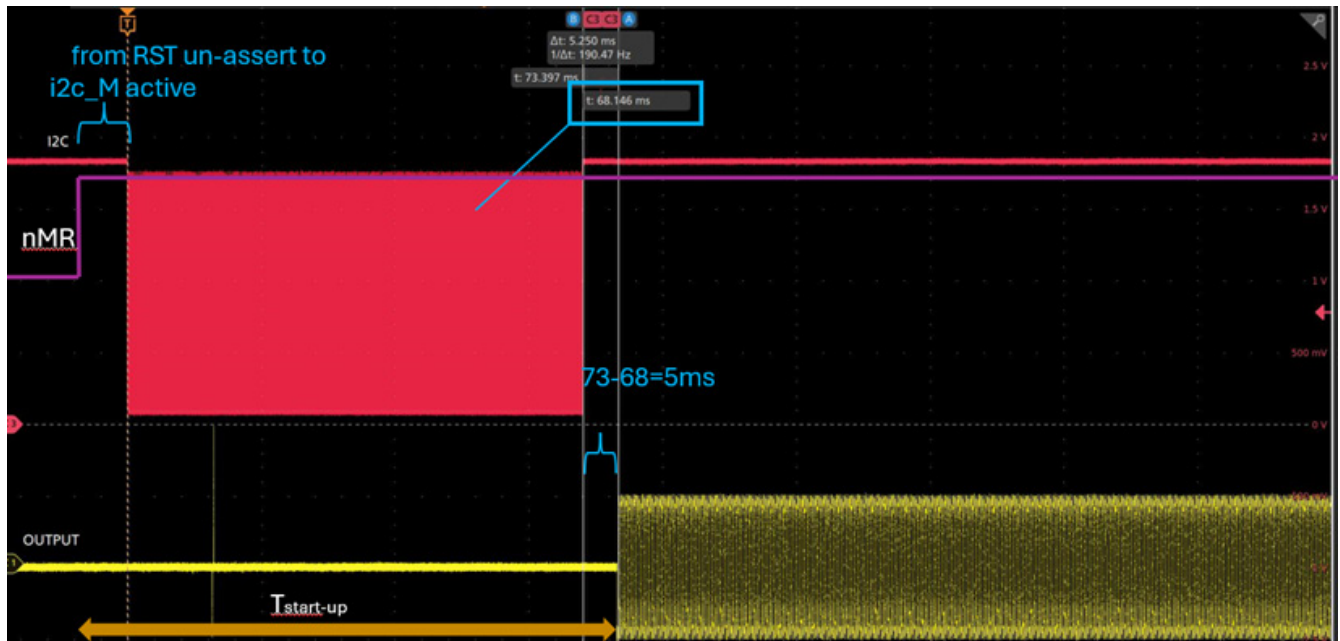 T
B C3 C3 A
Δt: 5.250 ms
1/Δt: 190.47 Hz
t: 73.397 ms
t: 68.146 ms
from RST un-assert to
i2c_M active
2.5 V
I2C
2 V
nMR
1.5 V
1 V
500 mV
73-68=5ms
0 V
OUTPUT
Tstart-up